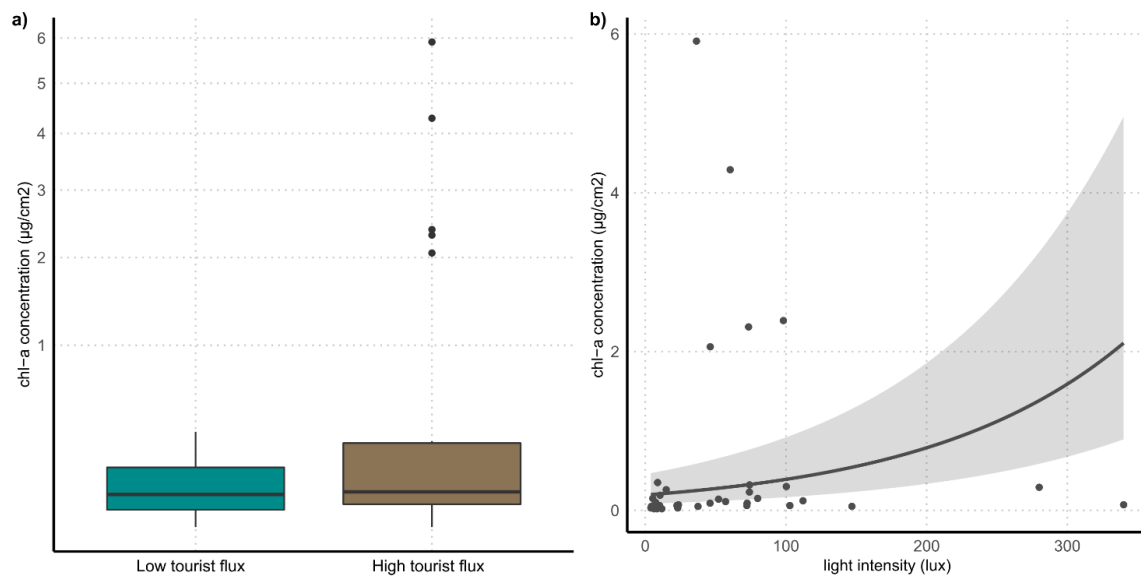 a)
chl-a concentration (µg/cm2)
6
5
4
3
2
1
Low tourist flux
High tourist flux
b)
chl-a concentration (µg/cm2)
6
4
2
0
0
100
200
300
light intensity (lux)